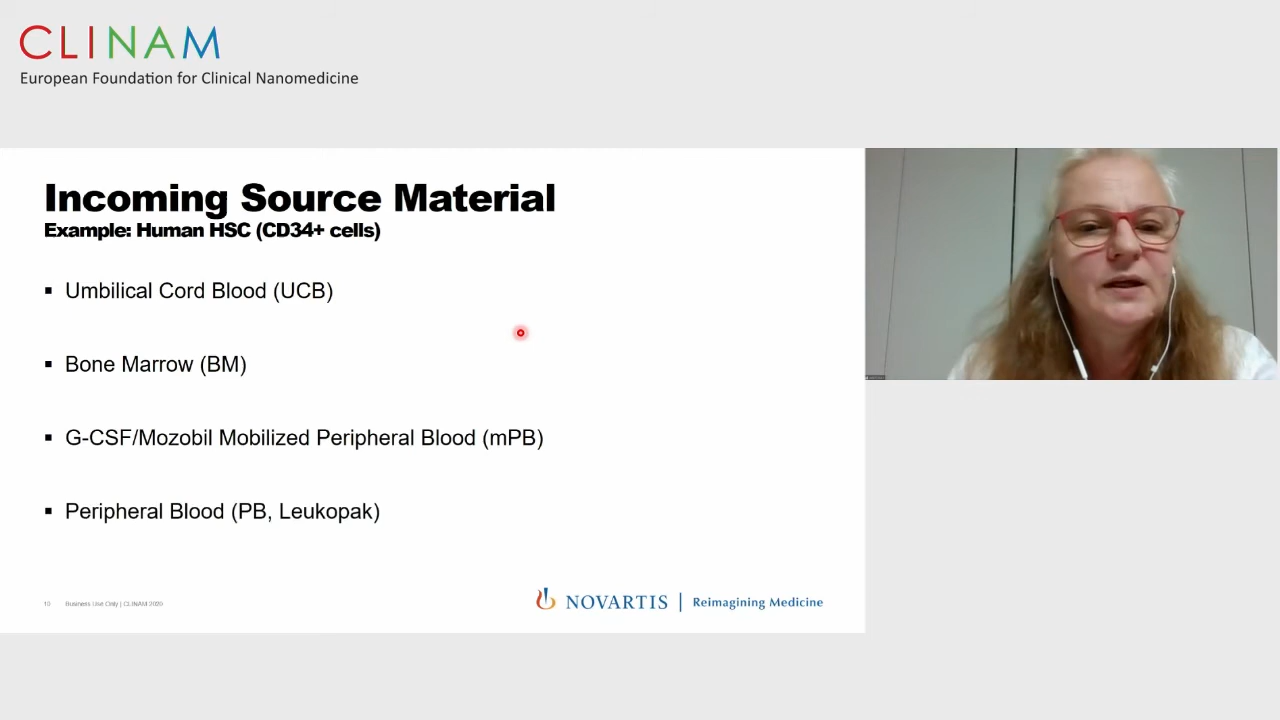 CLINAM
European Foundation for Clinical Nanomedicine
Incoming Source Material
Example: Human HSC (CD34+ cells)
▪ Umbilical Cord Blood (UCB)
▪ Bone Marrow (BM)
▪ G-CSF/Mozobil Mobilized Peripheral Blood (mPB)
▪ Peripheral Blood (PB, Leukopak)
10 Business Use Only | CLINAM 2020
NOVARTIS | Reimagining Medicine